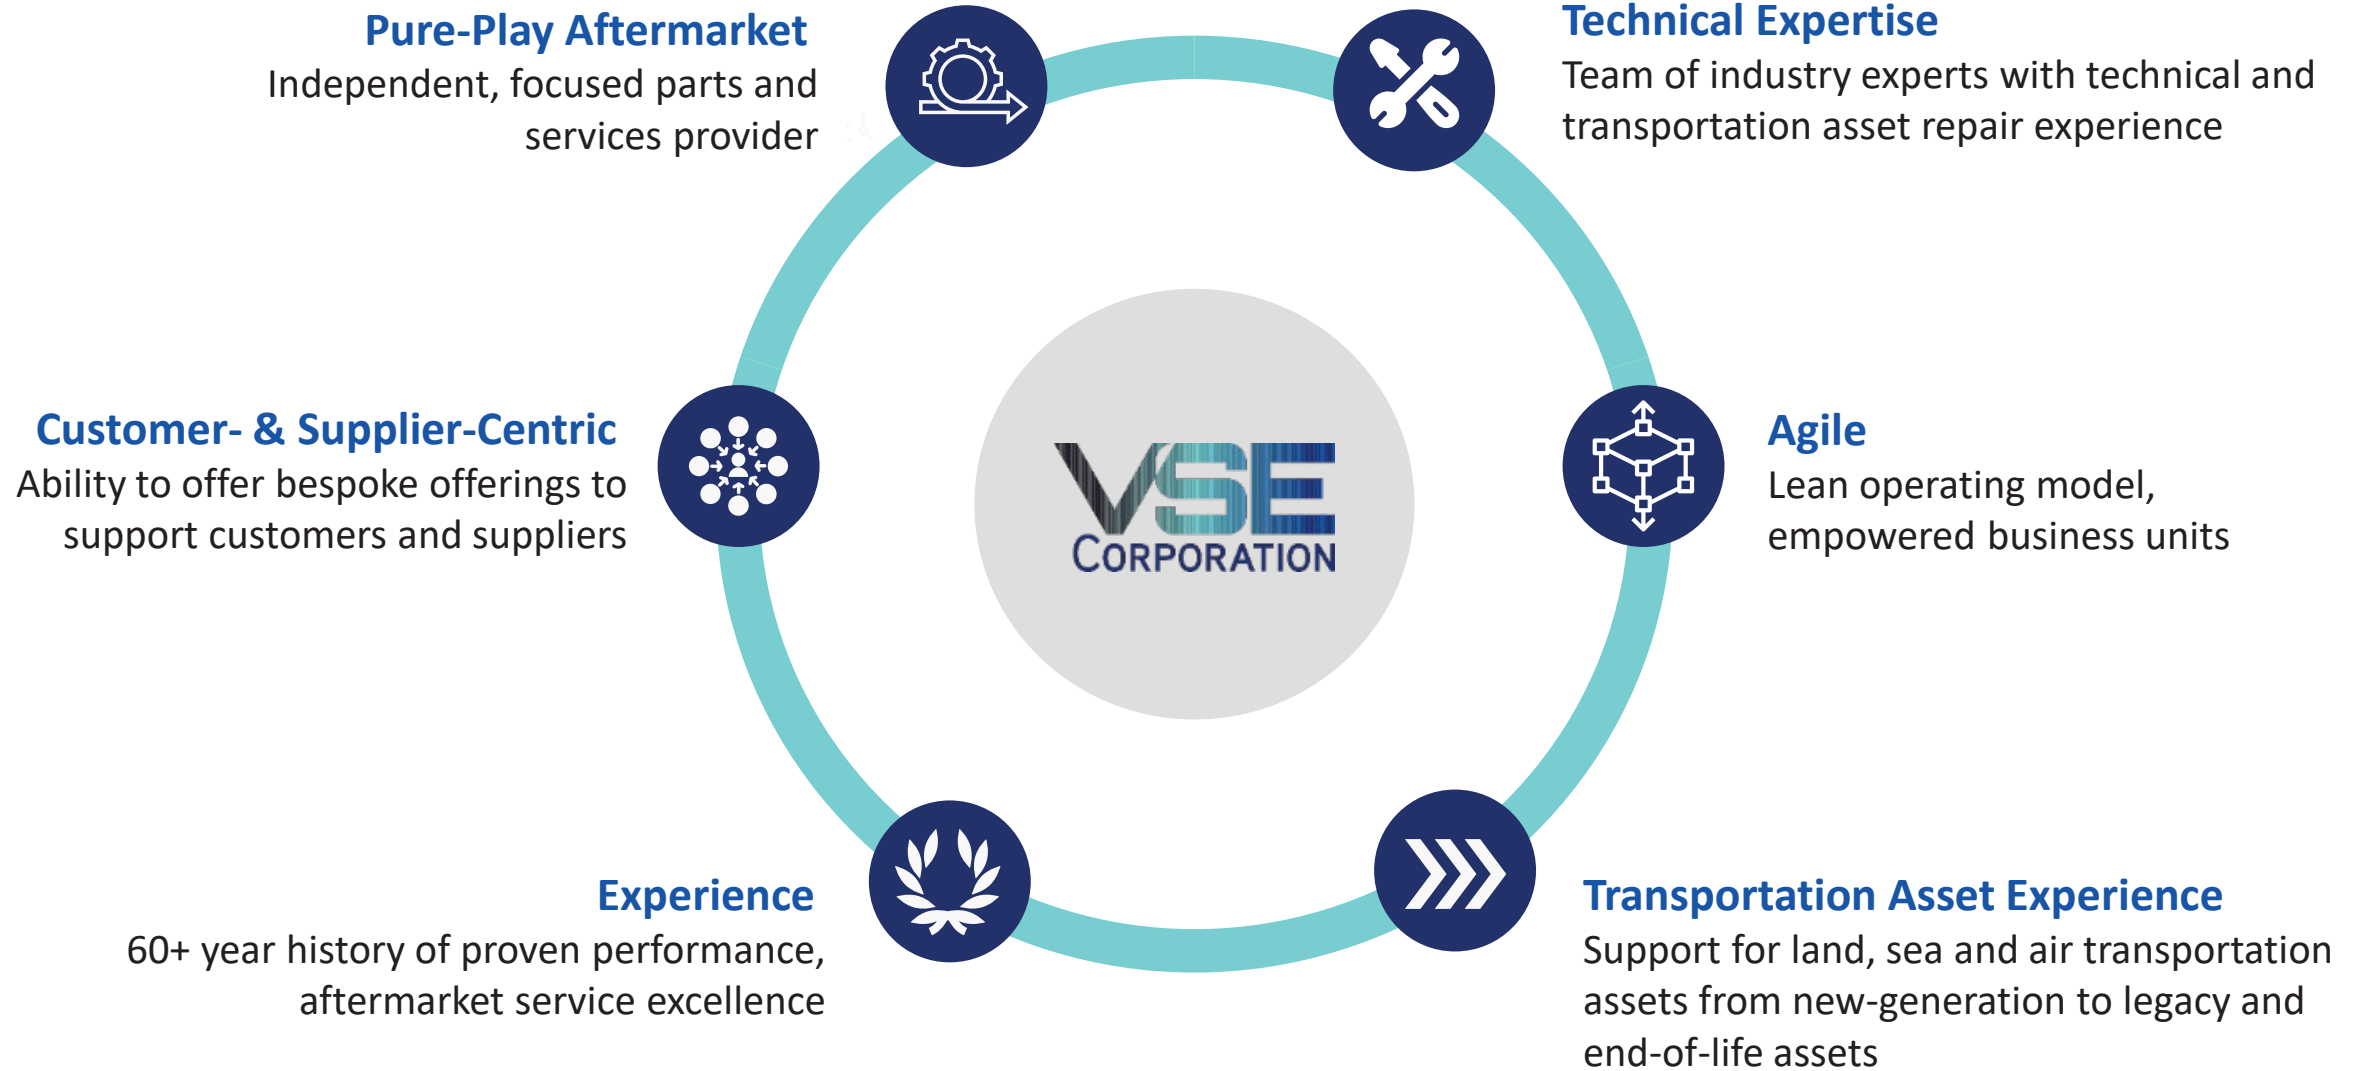 Pure-Play Aftermarket
Independent, focused parts and
services provider
Technical Expertise
Team of industry experts with technical and
transportation asset repair experience
Customer- & Supplier-Centric
Ability to offer bespoke offerings to
support customers and suppliers
VSE
CORPORATION
Agile
Lean operating model,
empowered business units
Experience
60+ year history of proven performance,
aftermarket service excellence
Transportation Asset Experience
Support for land, sea and air transportation
assets from new-generation to legacy and
end-of-life assets